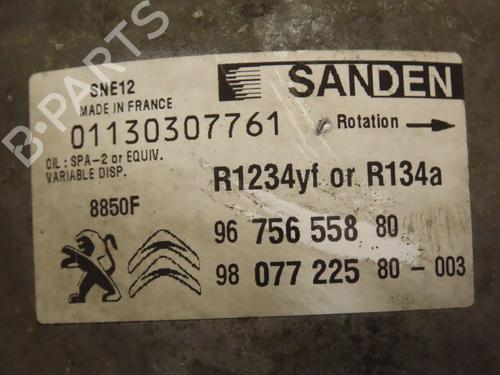 SNE12
MADE IN FRANCE
01130307761
OIL : SPA-2 or EQUIV.
VARIABLE DISP.
8850F
SANDEN
Rotation
R1234yf or R134a
96 756 558 80
98 077 225 80 - 003
B-PARTS